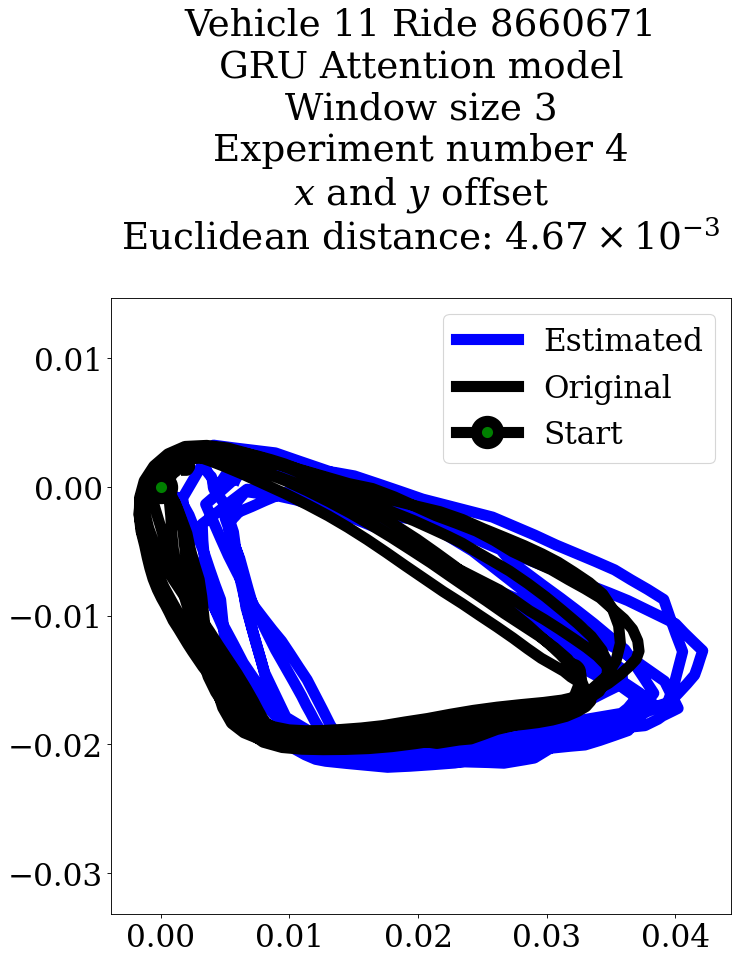 Vehicle 11 Ride 8660671
GRU Attention model
Window size 3
Experiment number 4
x and y offset
Euclidean distance: 4.67 × 10⁻³
Estimated
Original
Start
0.01
0.00
−0.01
−0.02
−0.03
0.00 0.01 0.02 0.03 0.04